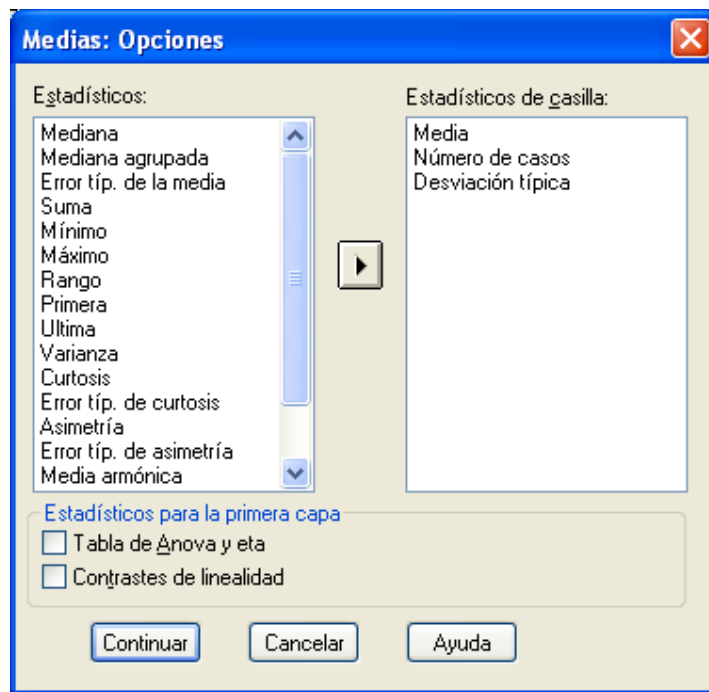 Medias: Opciones
Estadísticos:
Mediana
Mediana agrupada
Error típ. de la media
Suma
Mínimo
Máximo
Rango
Primera
Ultima
Varianza
Curtosis
Error típ. de curtosis
Asimetría
Error típ. de asimetría
Media armónica
Estadísticos de casilla:
Media
Número de casos
Desviación típica
Estadísticos para la primera capa
Tabla de Anova y eta
Contrastes de linealidad
Continuar
Cancelar
Ayuda